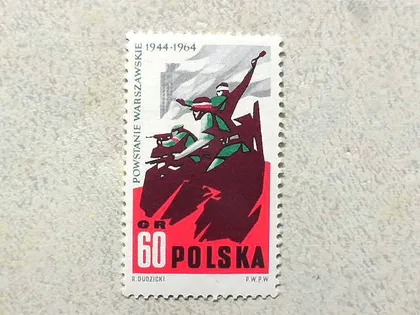 1944-1964
POWSTANIE WARSZAWSKIE
GR
60 POLSKA
R. DUDZICKI
P.W.P.W